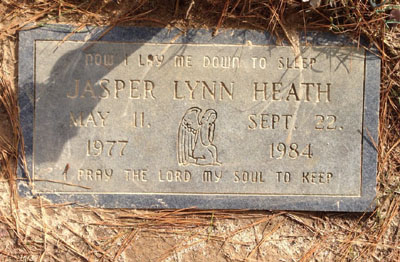 NOW I LAY ME DOWN TO SLEEP
JASPER LYNN HEATH
MAY 11. SEPT. 22.
1977 1984
I PRAY THE LORD MY SOUL TO KEEP